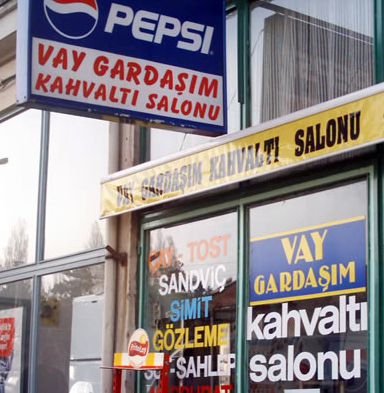 PEPSI
VAY GARDAŞIM
KAHVALTI SALONU
VAY GARDAŞIM KAHVALTI SALONU
ÇAY TOST
SANDVİÇ
SİMİT
GÖZLEME
SAHLEP
VAY
GARDAŞIM
kahvaltı
salonu